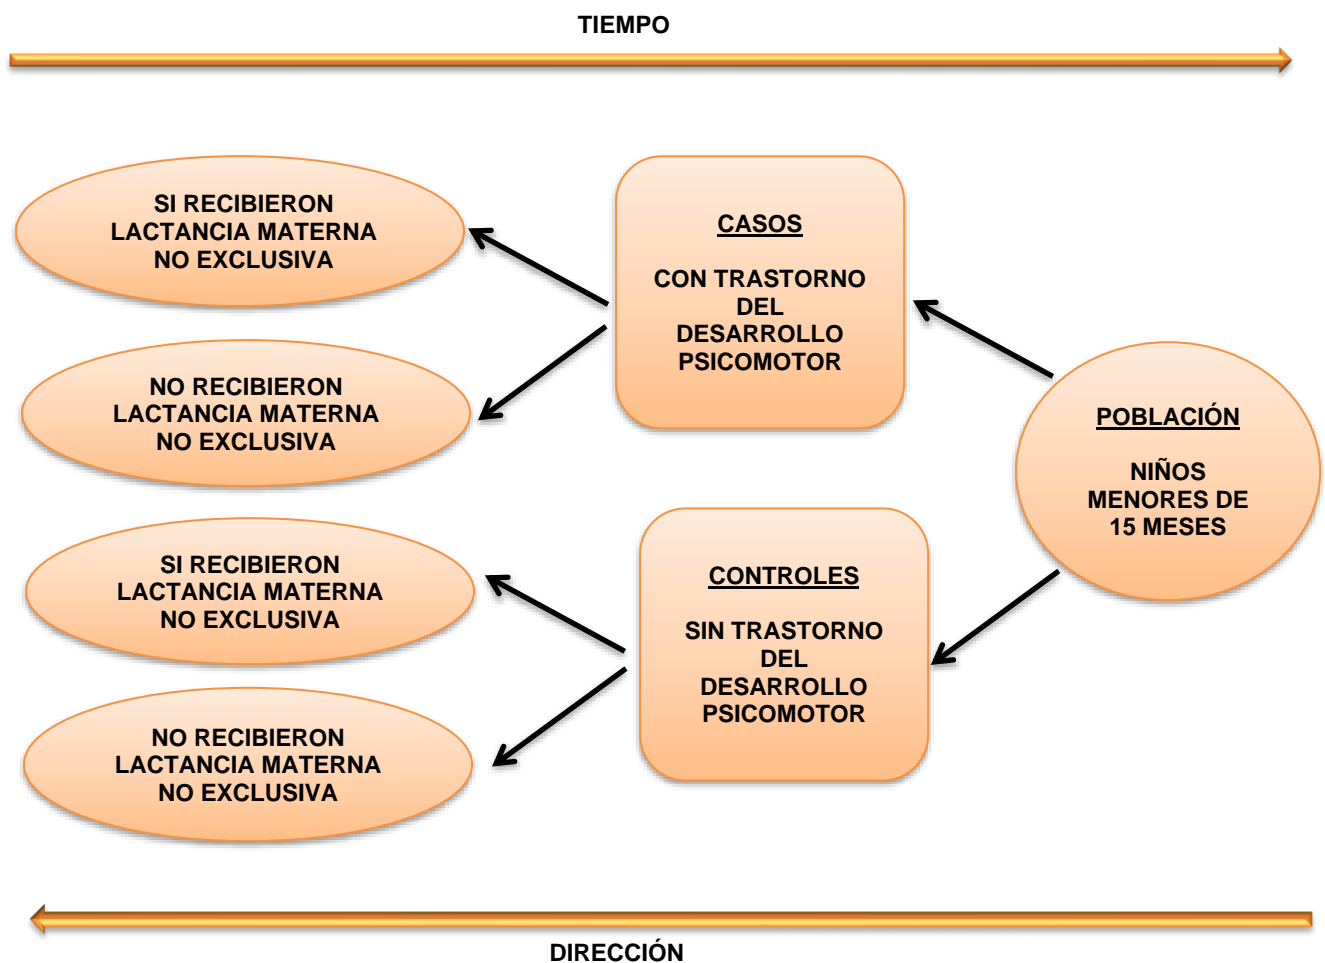 TIEMPO
SI RECIBIERON
LACTANCIA MATERNA
NO EXCLUSIVA
NO RECIBIERON
LACTANCIA MATERNA
NO EXCLUSIVA
SI RECIBIERON
LACTANCIA MATERNA
NO EXCLUSIVA
NO RECIBIERON
LACTANCIA MATERNA
NO EXCLUSIVA
CASOS
CON TRASTORNO
DEL
DESARROLLO
PSICOMOTOR
CONTROLES
SIN TRASTORNO
DEL
DESARROLLO
PSICOMOTOR
POBLACIÓN
NIÑOS
MENORES DE
15 MESES
DIRECCIÓN